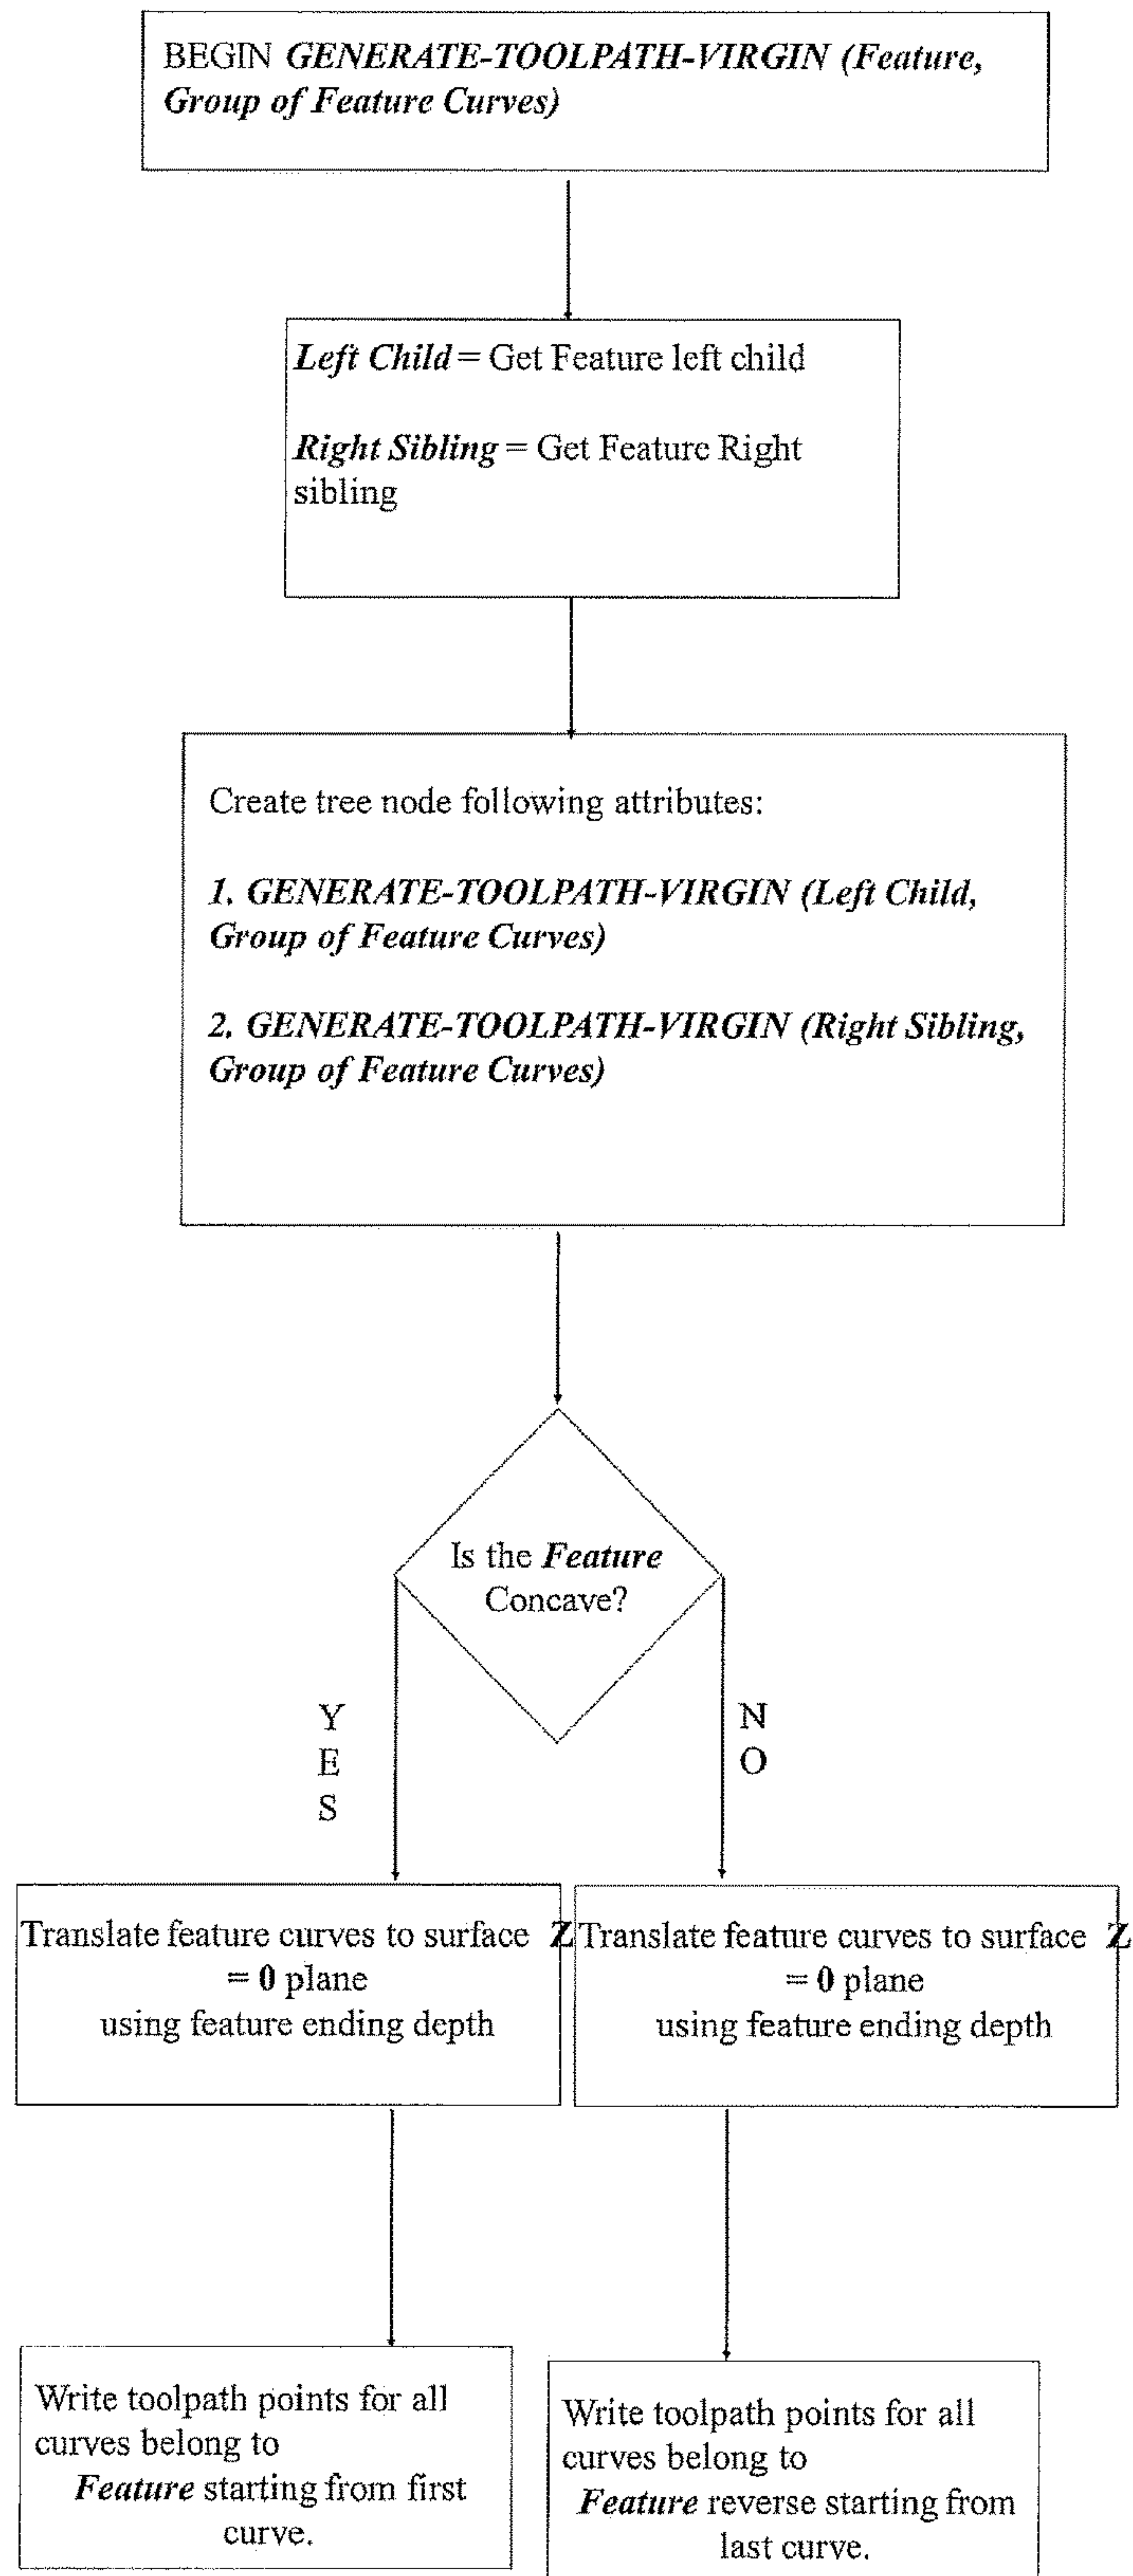 BEGIN GENERATE-TOOLPATH-VIRGIN (Feature,
Group of Feature Curves)
Left Child = Get Feature left child
Right Sibling = Get Feature Right
sibling
Create tree node following attributes:
1. GENERATE-TOOLPATH-VIRGIN (Left Child,
Group of Feature Curves)
2. GENERATE-TOOLPATH-VIRGIN (Right Sibling,
Group of Feature Curves)
Is the Feature
Concave?
Y
E
S
N
O
Translate feature curves to surface Z
= 0 plane
using feature ending depth
Translate feature curves to surface Z
= 0 plane
using feature ending depth
Write toolpath points for all
curves belong to
Feature starting from first
curve.
Write toolpath points for all
curves belong to
Feature reverse starting from
last curve.